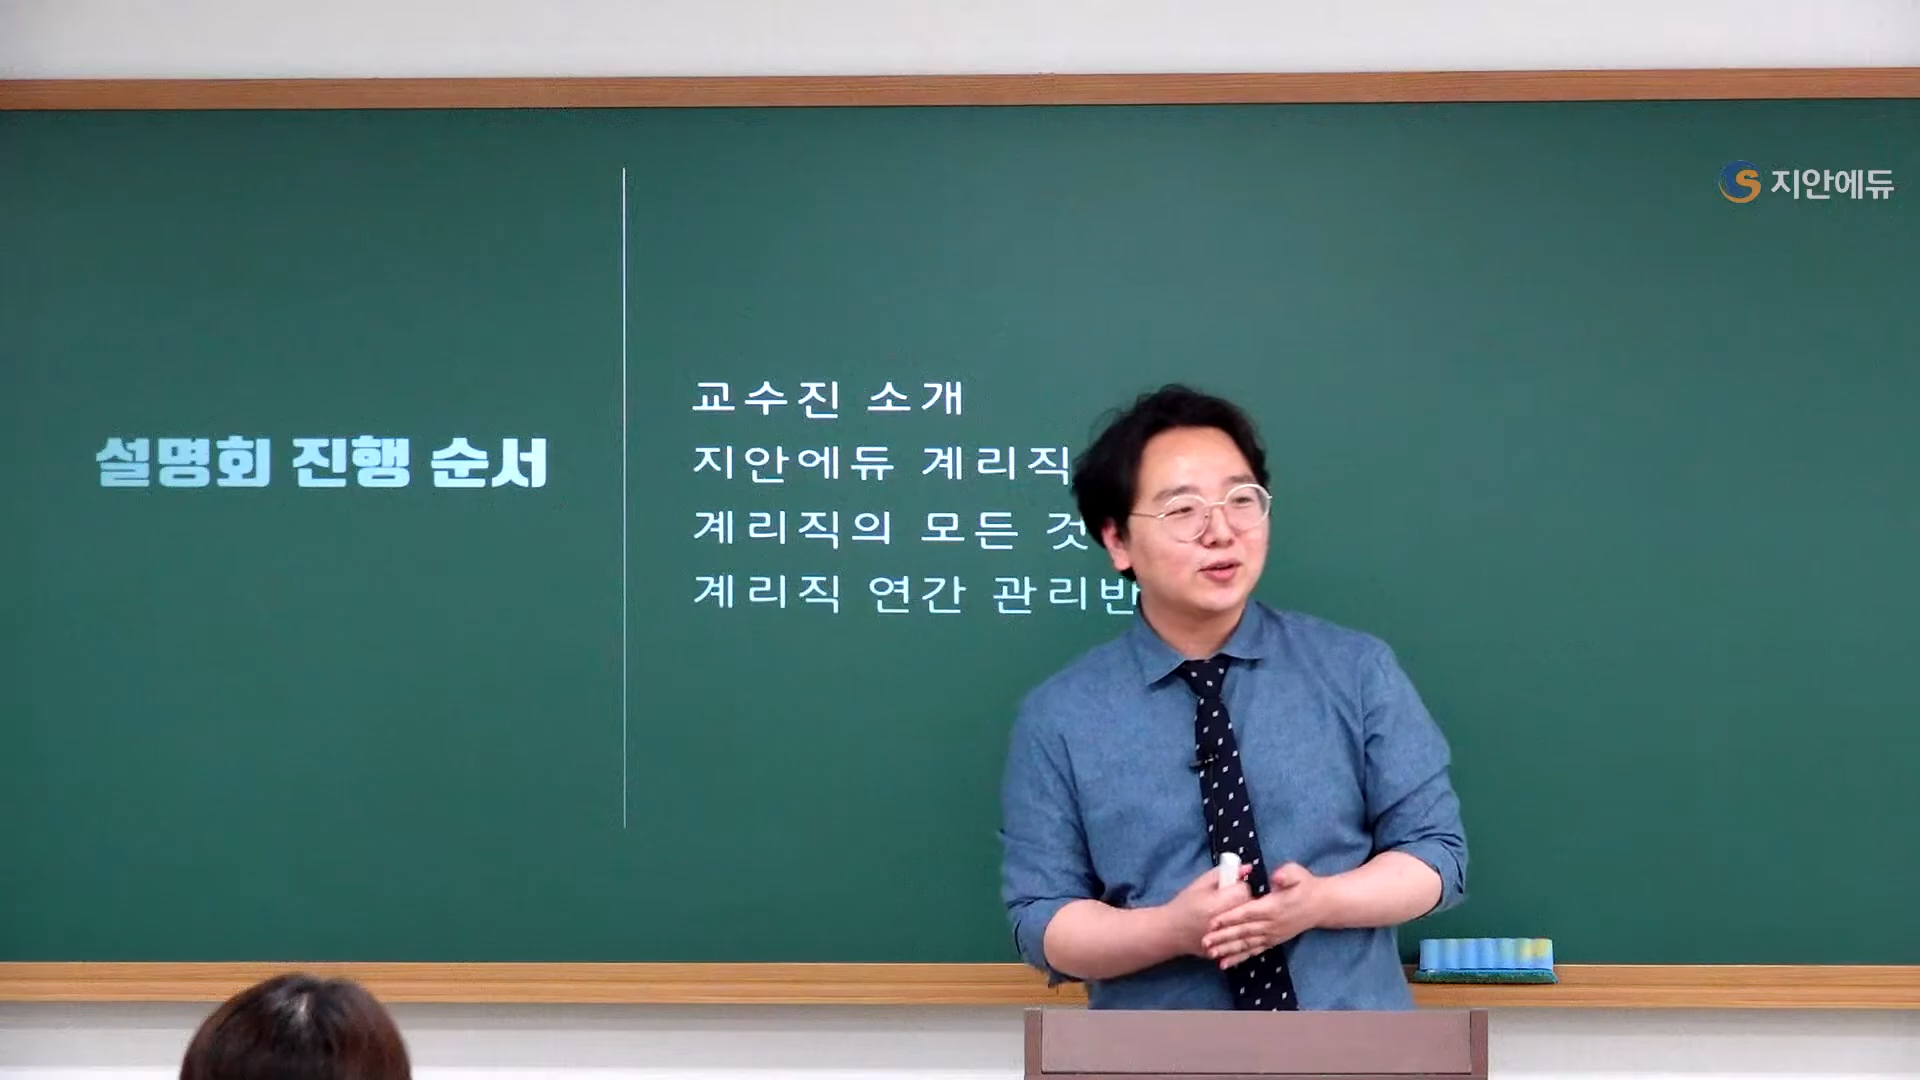 지안에듀
설명회 진행 순서
교수진 소개
지안에듀 계리직
계리직의 모든 것
계리직 연간 관리반